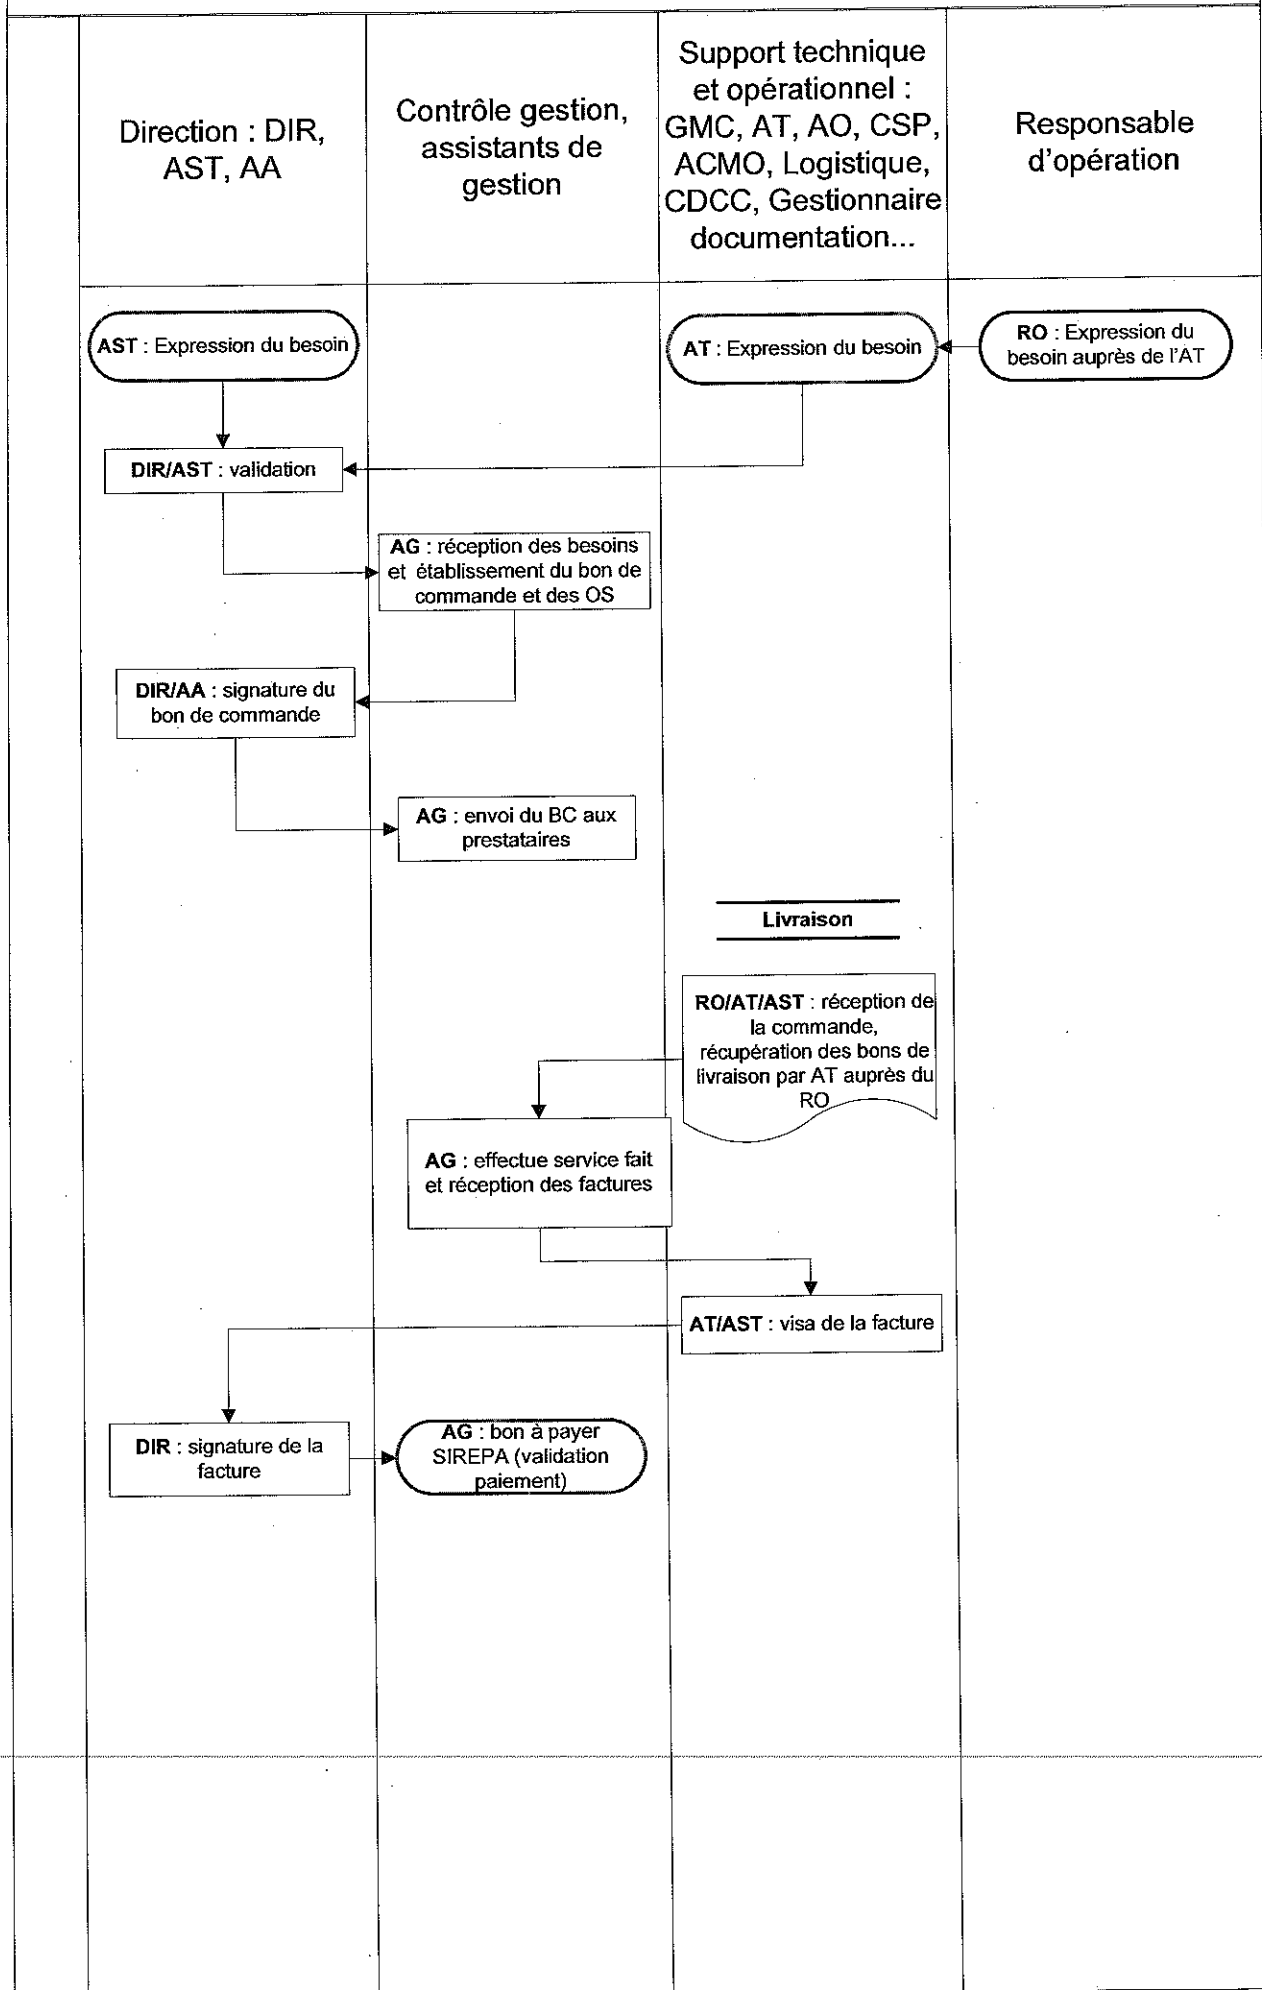 Direction : DIR,
AST, AA
Contrôle gestion,
assistants de
gestion
Support technique
et opérationnel :
GMC, AT, AO, CSP,
ACMO, Logistique,
CDCC, Gestionnaire
documentation...
Responsable
d'opération
AST : Expression du besoin
AT : Expression du besoin
RO : Expression du
besoin auprès de l'AT
DIR/AST : validation
AG : réception des besoins
et établissement du bon de
commande et des OS
DIR/AA : signature du
bon de commande
AG : envoi du BC aux
prestataires
Livraison
RO/AT/AST : réception de
la commande,
récupération des bons de
livraison par AT auprès du
RO
AG : effectue service fait
et réception des factures
AT/AST : visa de la facture
DIR : signature de la
facture
AG : bon à payer
SIREPA (validation
paiement)